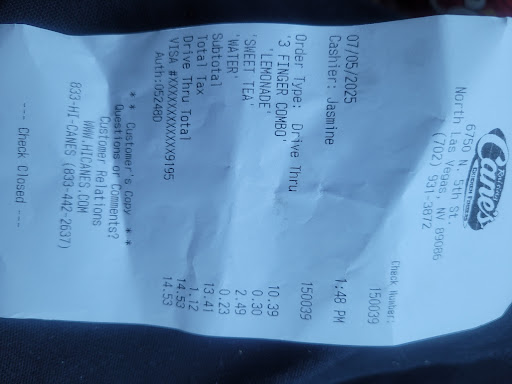 Raising
Cane's
CHICKEN FINGERS
6750 N. 5th St.
North Las Vegas, NV 89086
(702) 931-3872
Check Number:
150039
07/05/2025 1:48 PM
Cashier: Jasmine
Order Type: Drive Thru 150039
'3 FINGER COMBO' 10.39
'LEMONADE' 0.30
'SWEET TEA' 2.49
'WATER' 0.23
Subtotal 13.41
Total Tax 1.12
Drive Thru Total 14.53
VISA #XXXXXXXXXXXX9195 14.53
Auth:05248D
* * Customer's Copy * *
Questions or Comments?
Customer Relations
WWW.HICANES.COM
833-HI-CANES (833-442-2637)
--- Check Closed ---